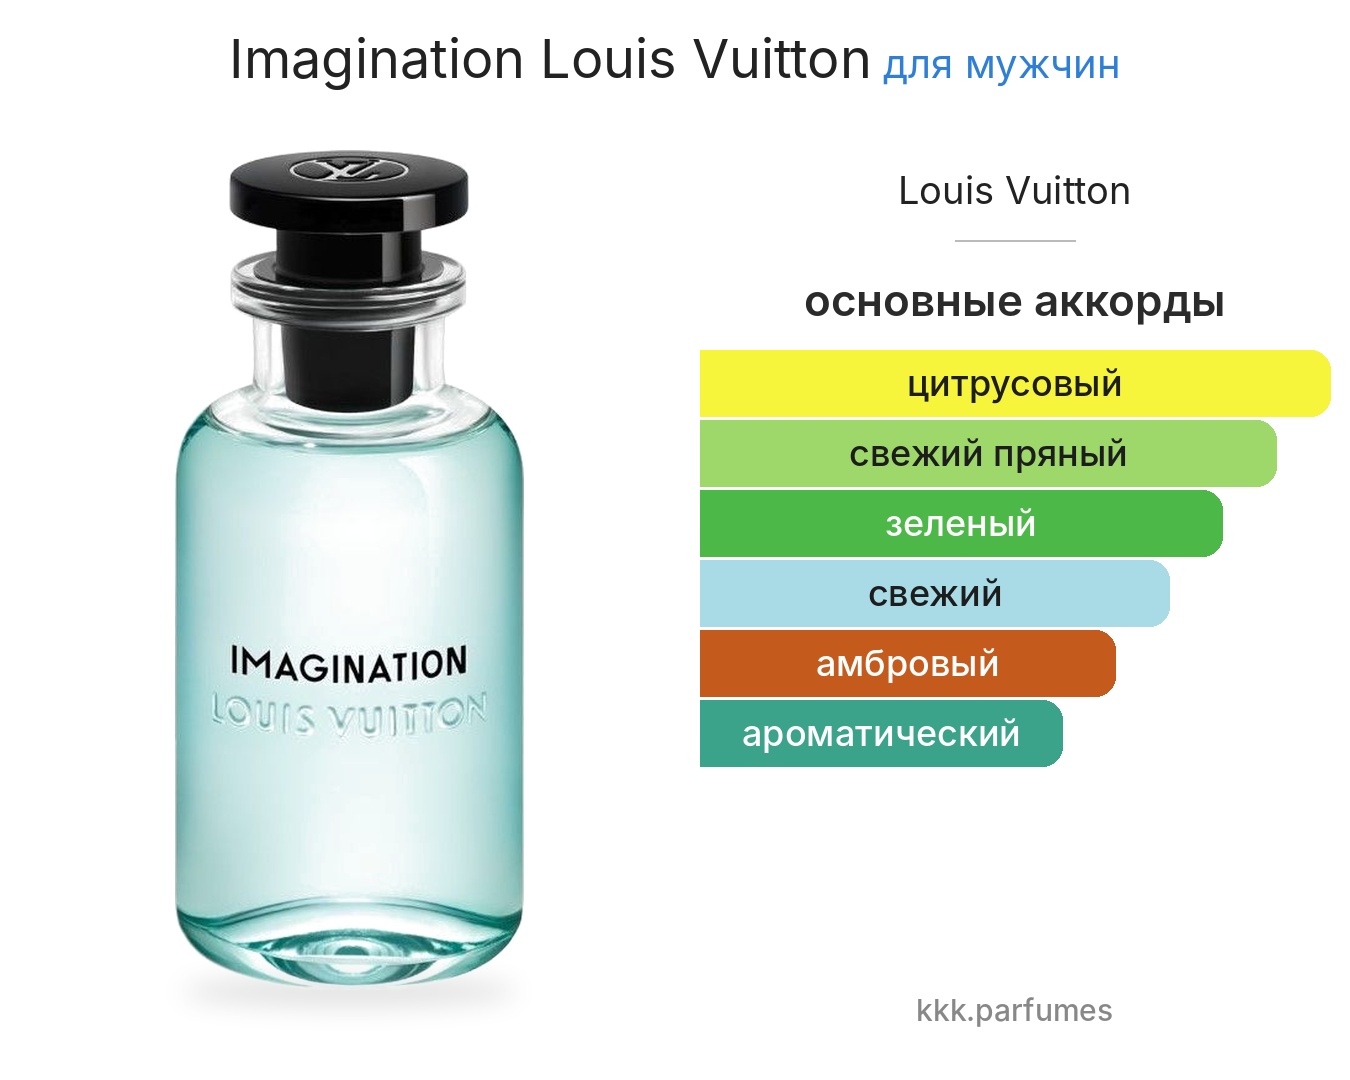 Imagination Louis Vuitton для мужчин
LV
IMAGINATION
LOUIS VUITTON
Louis Vuitton
основные аккорды
цитрусовый
свежий пряный
зеленый
свежий
амбровый
ароматический
kkk.parfumes